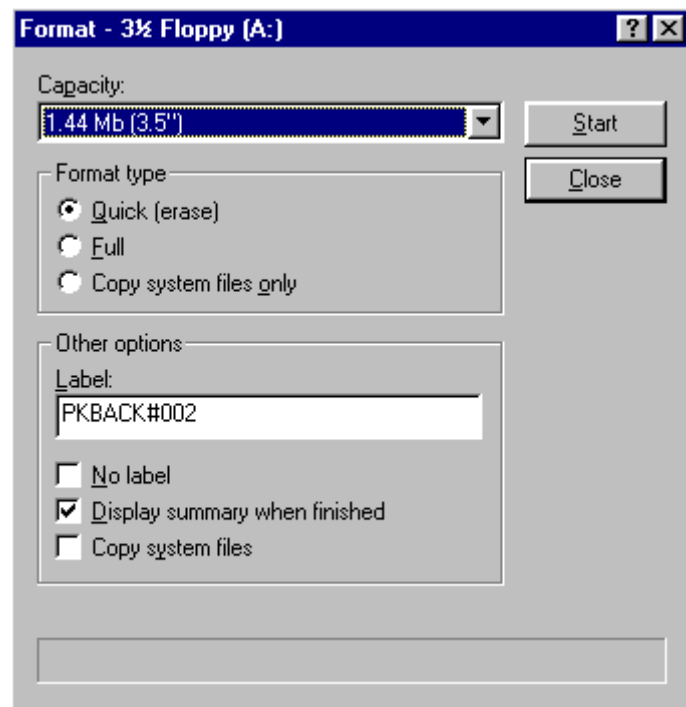 Format - 3½ Floppy (A:)
Capacity:
1.44 Mb (3.5")
Start
Format type
Close
Quick (erase)
Full
Copy system files only
Other options
Label:
PKBACK#002
No label
Display summary when finished
Copy system files